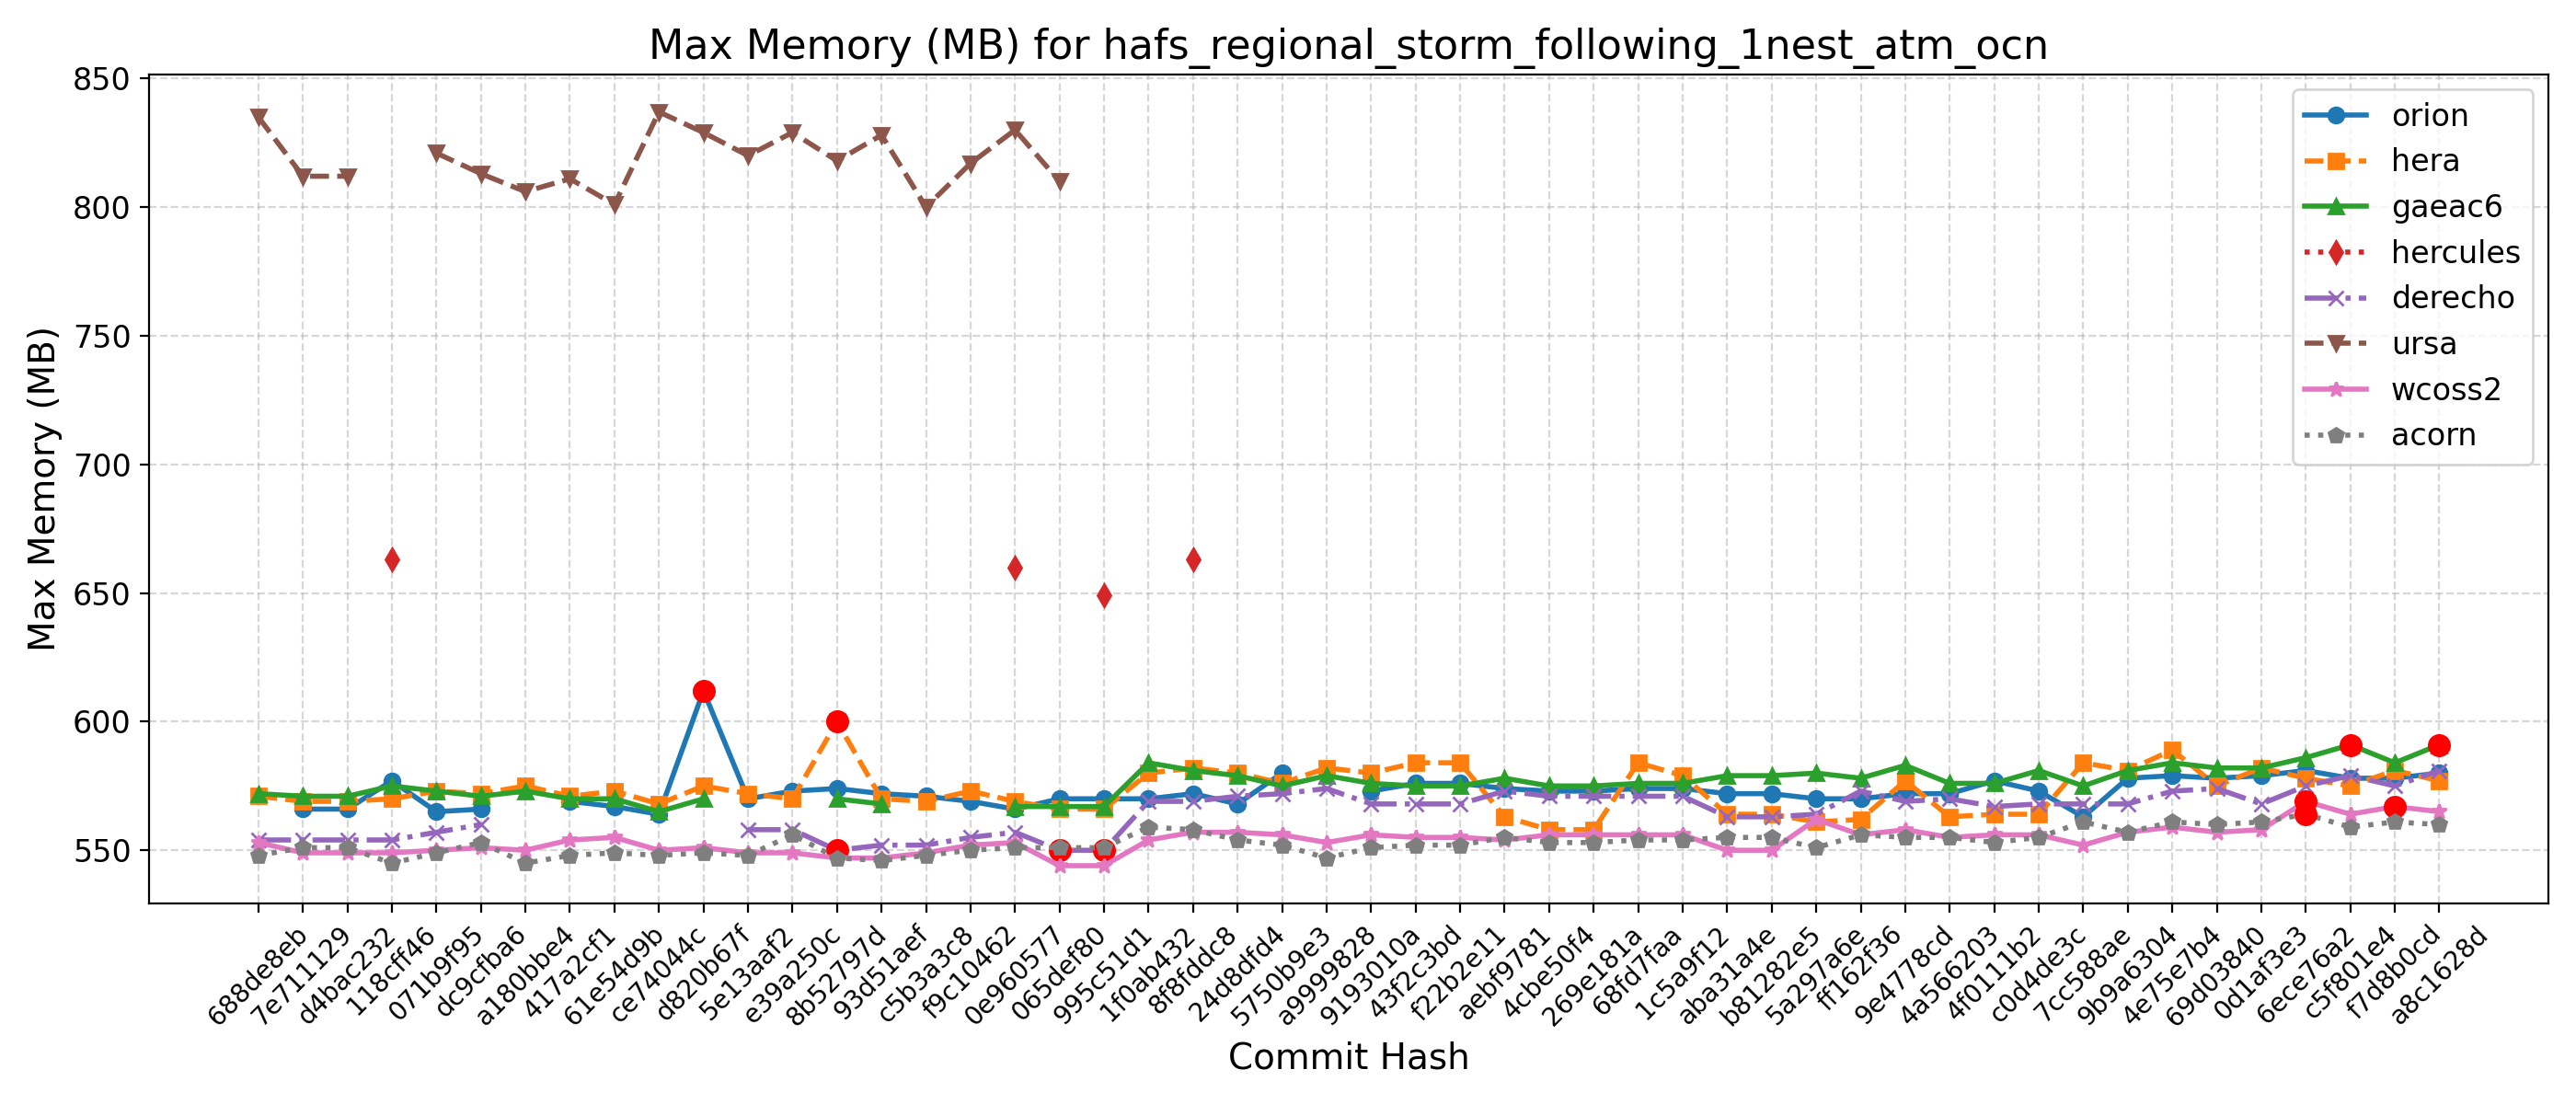 Max Memory (MB) for hafs_regional_storm_following_1nest_atm_ocn
Max Memory (MB)
850
800
750
700
650
600
550
orion
hera
gaeac6
hercules
derecho
ursa
wcoss2
acorn
688de8eb
7e711129
d4bac232
118cff46
071b9f95
dc9cfba6
a180bbe4
417a2cf1
61e54d9b
ce74044c
d820b67f
5e13aaf2
e39a250c
8b52797d
93d51aef
c5b3a3c8
f9c10462
0e960577
065def80
995c51d1
1f0ab432
8f8fddc8
24d8dfd4
5750b9e3
a9999828
9193010a
43f2c3bd
f22b2e11
aebf9781
4cbe50f4
269e181a
68fd7faa
1c5a9f12
aba31a4e
b81282e5
5a297a6e
ff162f36
9e4778cd
4a566203
4f0111b2
c0d4de3c
7cc588ae
9b9a6304
4e75e7b4
69d03840
0d1af3e3
6ece76a2
c5f801e4
f7d8b0cd
a8c1628d
Commit Hash